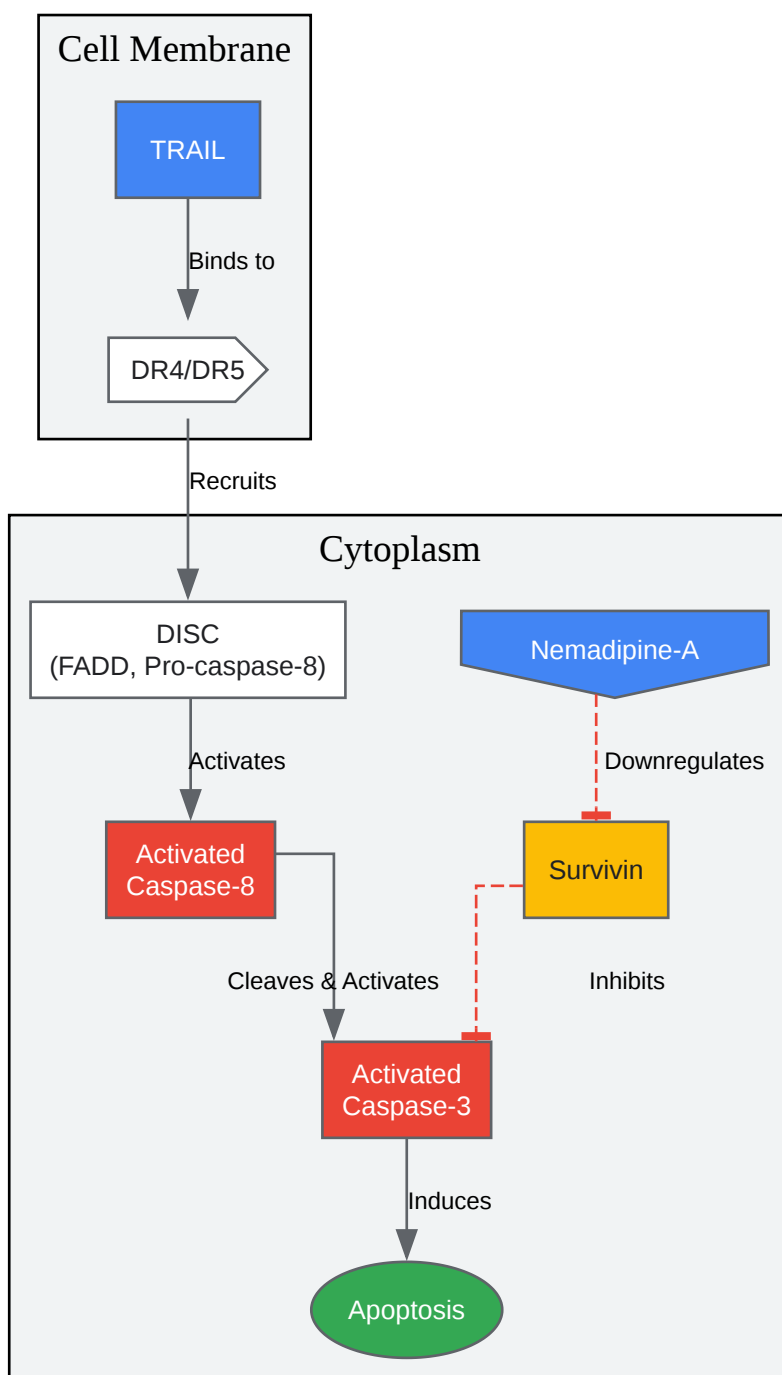 Cell Membrane
TRAIL
Binds to
DR4/DR5
Recruits
Cytoplasm
DISC
(FADD, Pro-caspase-8)
Nemadipine-A
Activates
Downregulates
Activated
Caspase-8
Survivin
Cleaves & Activates
Inhibits
Activated
Caspase-3
Induces
Apoptosis